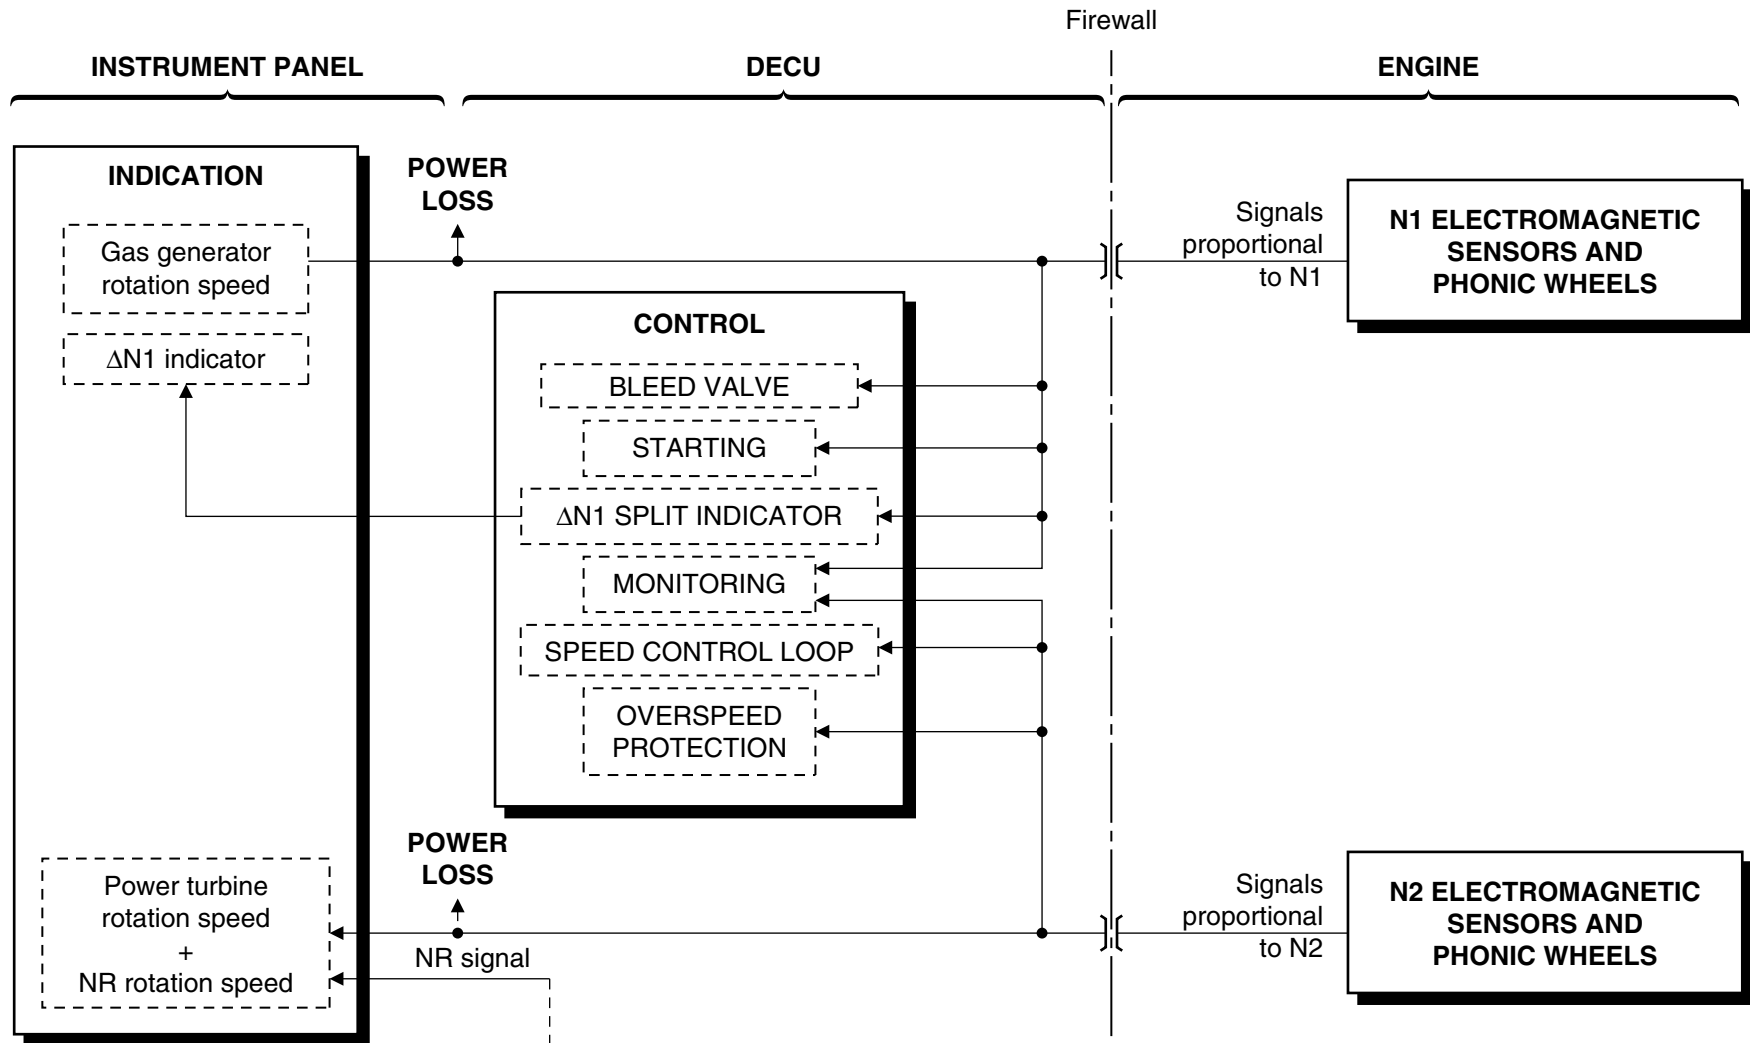 Firewall
INSTRUMENT PANEL
DECU
ENGINE
INDICATION
POWER
LOSS
Gas generator
rotation speed
ΔN1 indicator
Signals
proportional
to N1
N1 ELECTROMAGNETIC
SENSORS AND
PHONIC WHEELS
CONTROL
BLEED VALVE
STARTING
ΔN1 SPLIT INDICATOR
MONITORING
SPEED CONTROL LOOP
OVERSPEED
PROTECTION
POWER
LOSS
Power turbine
rotation speed
+
NR rotation speed
NR signal
Signals
proportional
to N2
N2 ELECTROMAGNETIC
SENSORS AND
PHONIC WHEELS